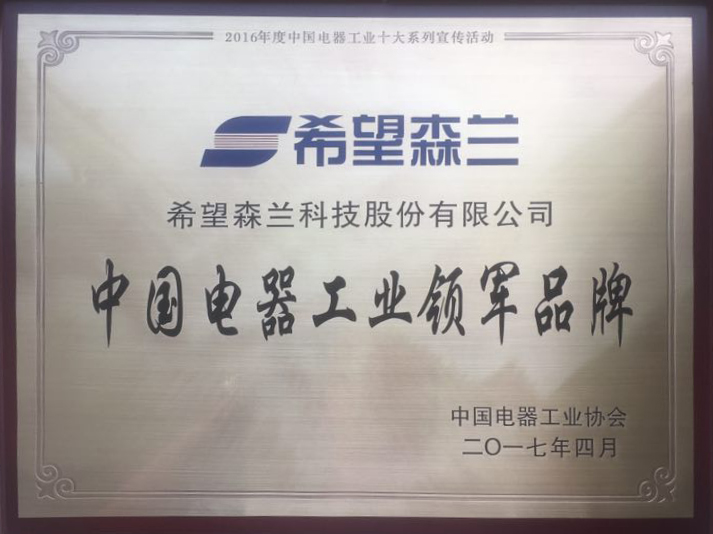 2016年度中国电器工业十大系列宣传活动
希望森兰
希望森兰科技股份有限公司
中国电器工业领军品牌
中国电器工业协会
二〇一七年四月